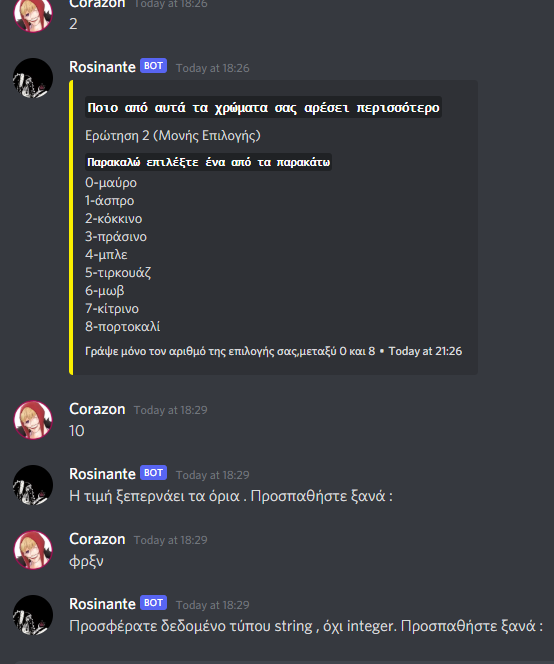 Corazon Today at 18:26
2
Rosinante BOT Today at 18:26
Ποιο από αυτά τα χρώματα σας αρέσει περισσότερο
Ερώτηση 2 (Μονής Επιλογής)
Παρακαλώ επιλέξτε ένα από τα παρακάτω
0-μαύρο
1-άσπρο
2-κόκκινο
3-πράσινο
4-μπλε
5-τιρκουάζ
6-μωβ
7-κίτρινο
8-πορτοκαλί
Γράψε μόνο τον αριθμό της επιλογής σας,μεταξύ 0 και 8 • Today at 21:26
Corazon Today at 18:29
10
Rosinante BOT Today at 18:29
Η τιμή ξεπερνάει τα όρια . Προσπαθήστε ξανά :
Corazon Today at 18:29
φρξν
Rosinante BOT Today at 18:29
Προσφέρατε δεδομένο τύπου string , όχι integer. Προσπαθήστε ξανά :